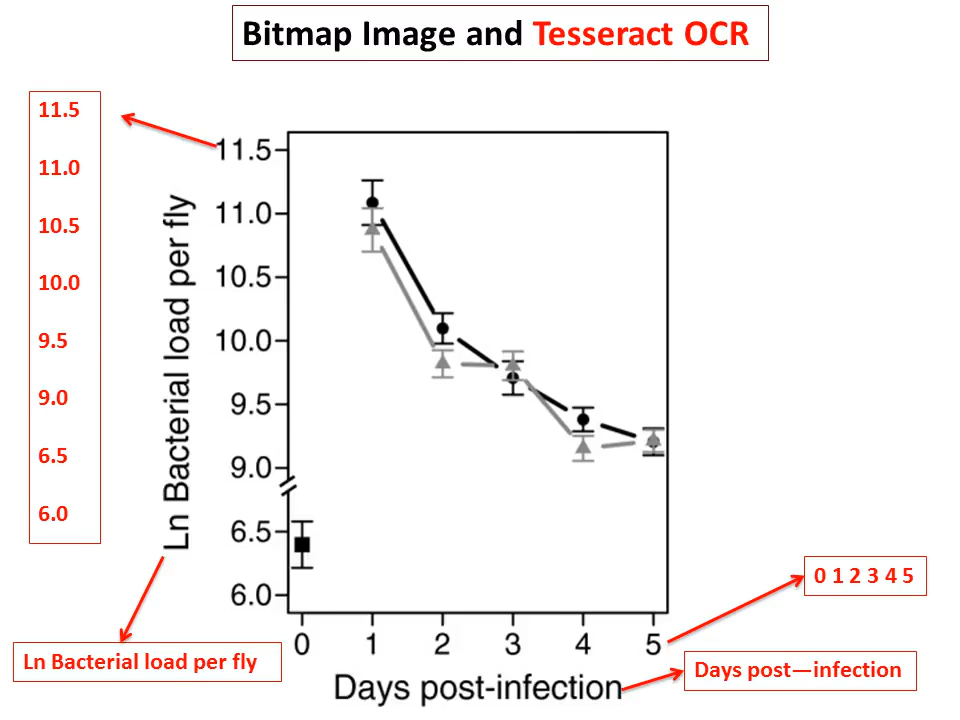 Bitmap Image and Tesseract OCR
11.5
11.0
10.5
10.0
9.5
9.0
6.5
6.0
Ln Bacterial load per fly
11.5
11.0
10.5
10.0
9.5
9.0
6.5
6.0
0 1 2 3 4 5
Days post-infection
Ln Bacterial load per fly
0 1 2 3 4 5
Days post—infection